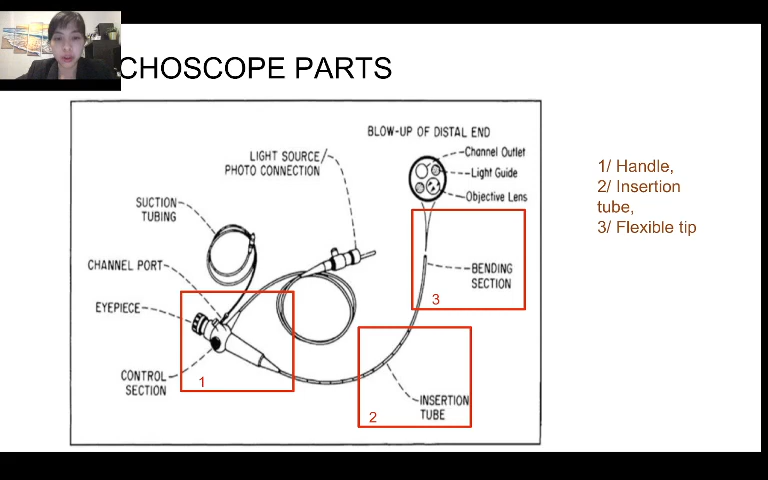 CHOSCOPE PARTS
BLOW-UP OF DISTAL END
Channel Outlet
Light Guide
Objective Lens
LIGHT SOURCE/
PHOTO CONNECTION
SUCTION
TUBING
CHANNEL PORT
EYEPIECE
CONTROL
SECTION
1
BENDING
SECTION
3
INSERTION
TUBE
2
1/ Handle,
2/ Insertion
tube,
3/ Flexible tip